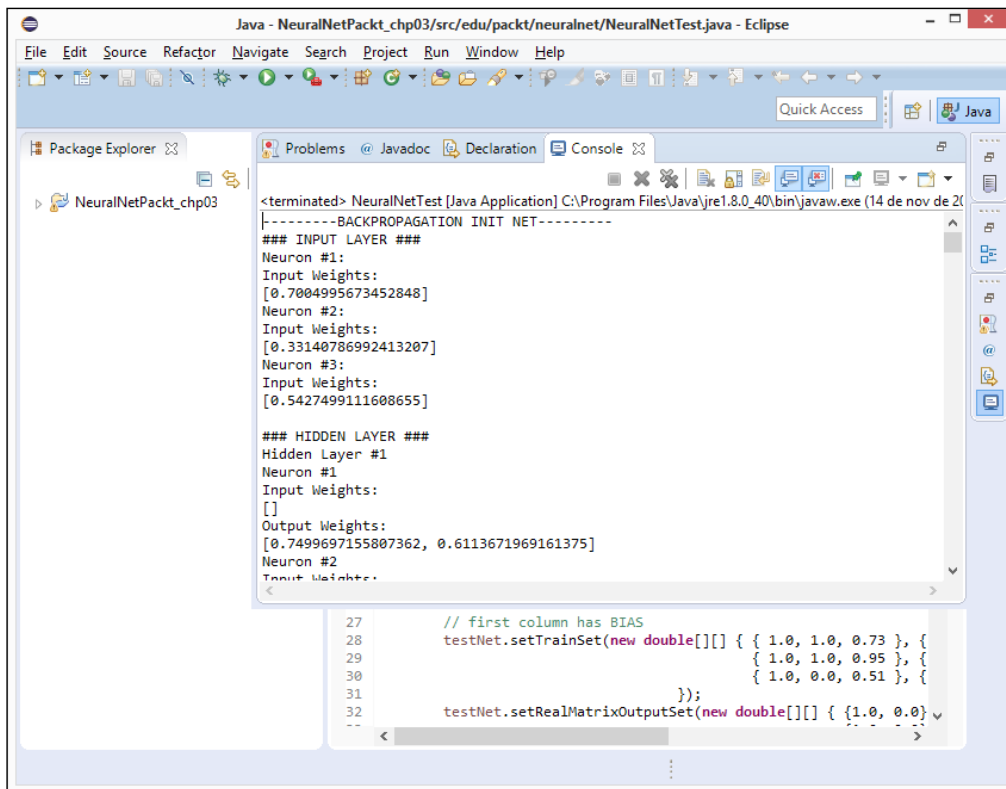 Java - NeuralNetPackt_chp03/src/edu/packt/neuralnet/NeuralNetTest.java - Eclipse
File Edit Source Refactor Navigate Search Project Run Window Help
Quick Access
Java
Package Explorer
NeuralNetPackt_chp03
Problems @ Javadoc Declaration Console
<terminated> NeuralNetTest [Java Application] C:\Program Files\Java\jre1.8.0_40\bin\javaw.exe (14 de nov de 20
---------BACKPROPAGATION INIT NET---------
### INPUT LAYER ###
Neuron #1:
Input Weights:
[0.7004995673452848]
Neuron #2:
Input Weights:
[0.33140786992413207]
Neuron #3:
Input Weights:
[0.5427499111608655]
### HIDDEN LAYER ###
Hidden Layer #1
Neuron #1
Input Weights:
[]
Output Weights:
[0.7499697155807362, 0.6113671969161375]
Neuron #2
Input Weights:
27 // first column has BIAS
28 testNet.setTrainSet(new double[][] { { 1.0, 1.0, 0.73 }, {
29 { 1.0, 1.0, 0.95 }, {
30 { 1.0, 0.0, 0.51 }, {
31 });
32 testNet.setRealMatrixOutputSet(new double[][] { {1.0, 0.0}